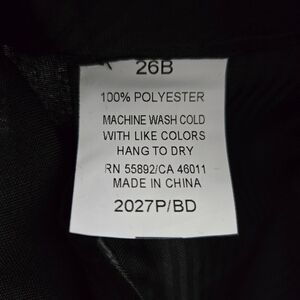 26B
100% POLYESTER
MACHINE WASH COLD
WITH LIKE COLORS
HANG TO DRY
RN 55892/CA 46011
MADE IN CHINA
2027P/BD